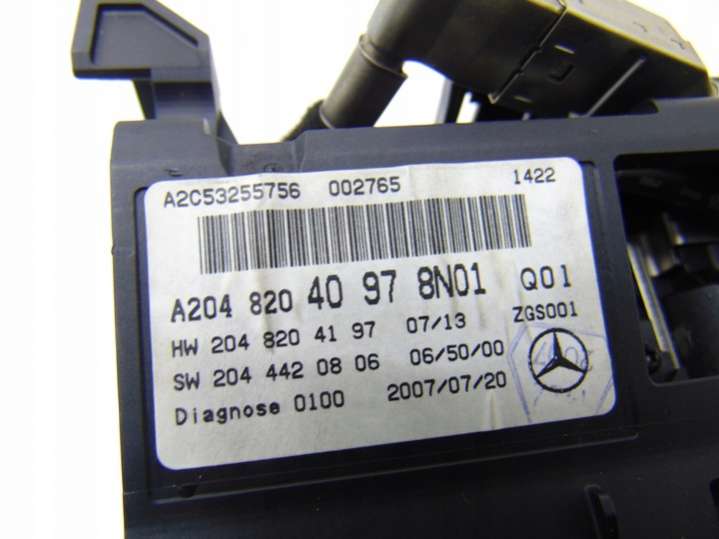 A2C53255756 002765 1422
A204 820 40 97 8N01 Q01
HW 204 820 41 97 07/13 ZGS001
SW 204 442 08 06 06/50/00
Diagnose 0100 2007/07/20